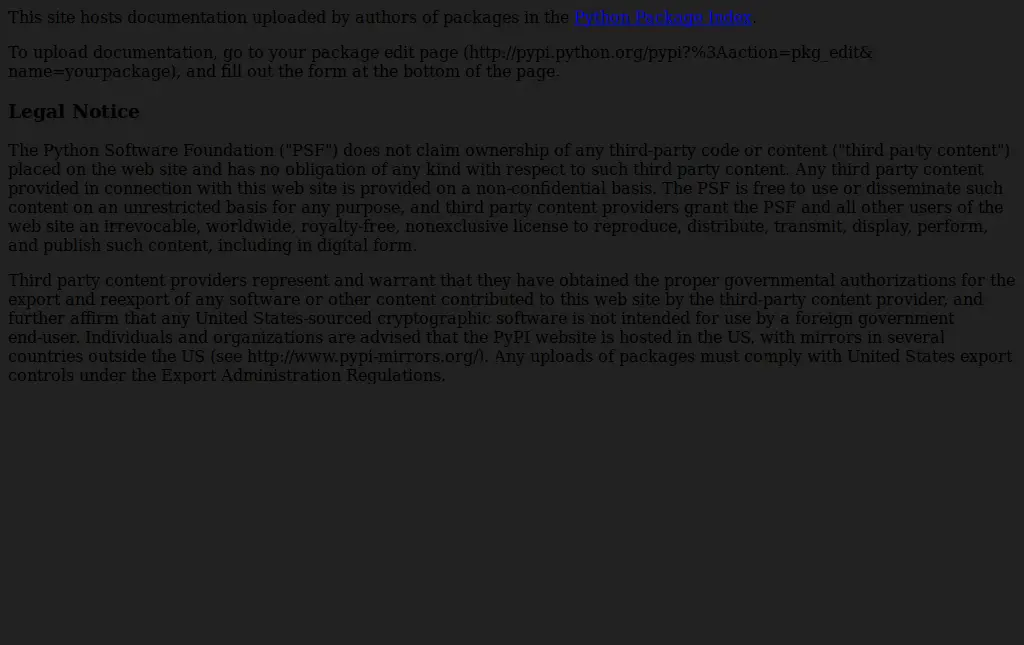 This site hosts documentation uploaded by authors of packages in the Python Package Index.
To upload documentation, go to your package edit page (http://pypi.python.org/pypi?%3Aaction=pkg_edit&
name=yourpackage), and fill out the form at the bottom of the page.
Legal Notice
The Python Software Foundation ("PSF") does not claim ownership of any third-party code or content ("third party content")
placed on the web site and has no obligation of any kind with respect to such third party content. Any third party content
provided in connection with this web site is provided on a non-confidential basis. The PSF is free to use or disseminate such
content on an unrestricted basis for any purpose, and third party content providers grant the PSF and all other users of the
web site an irrevocable, worldwide, royalty-free, nonexclusive license to reproduce, distribute, transmit, display, perform,
and publish such content, including in digital form.
Third party content providers represent and warrant that they have obtained the proper governmental authorizations for the
export and reexport of any software or other content contributed to this web site by the third-party content provider, and
further affirm that any United States-sourced cryptographic software is not intended for use by a foreign government
end-user. Individuals and organizations are advised that the PyPI website is hosted in the US, with mirrors in several
countries outside the US (see http://www.pypi-mirrors.org/). Any uploads of packages must comply with United States export
controls under the Export Administration Regulations.